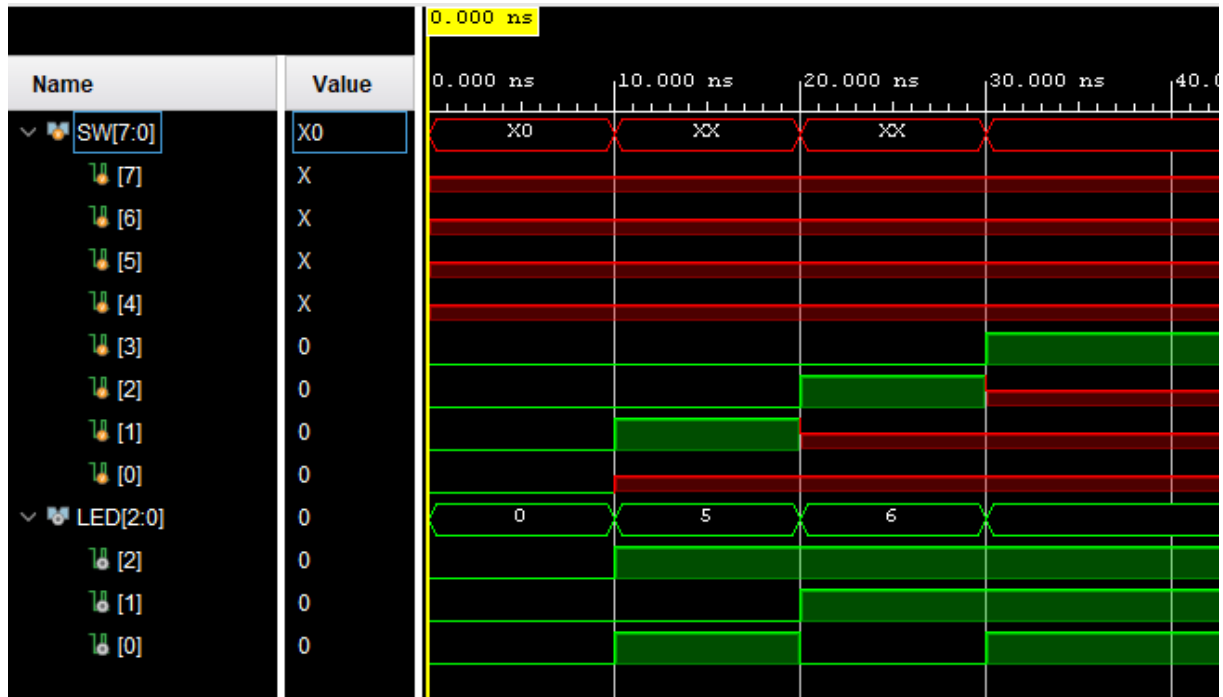 0.000 ns
Name Value 0.000 ns 10.000 ns 20.000 ns 30.000 ns 40.0
SW[7:0] X0 X0 XX XX
[7] X
[6] X
[5] X
[4] X
[3] 0
[2] 0
[1] 0
[0] 0
LED[2:0] 0 0 5 6
[2] 0
[1] 0
[0] 0